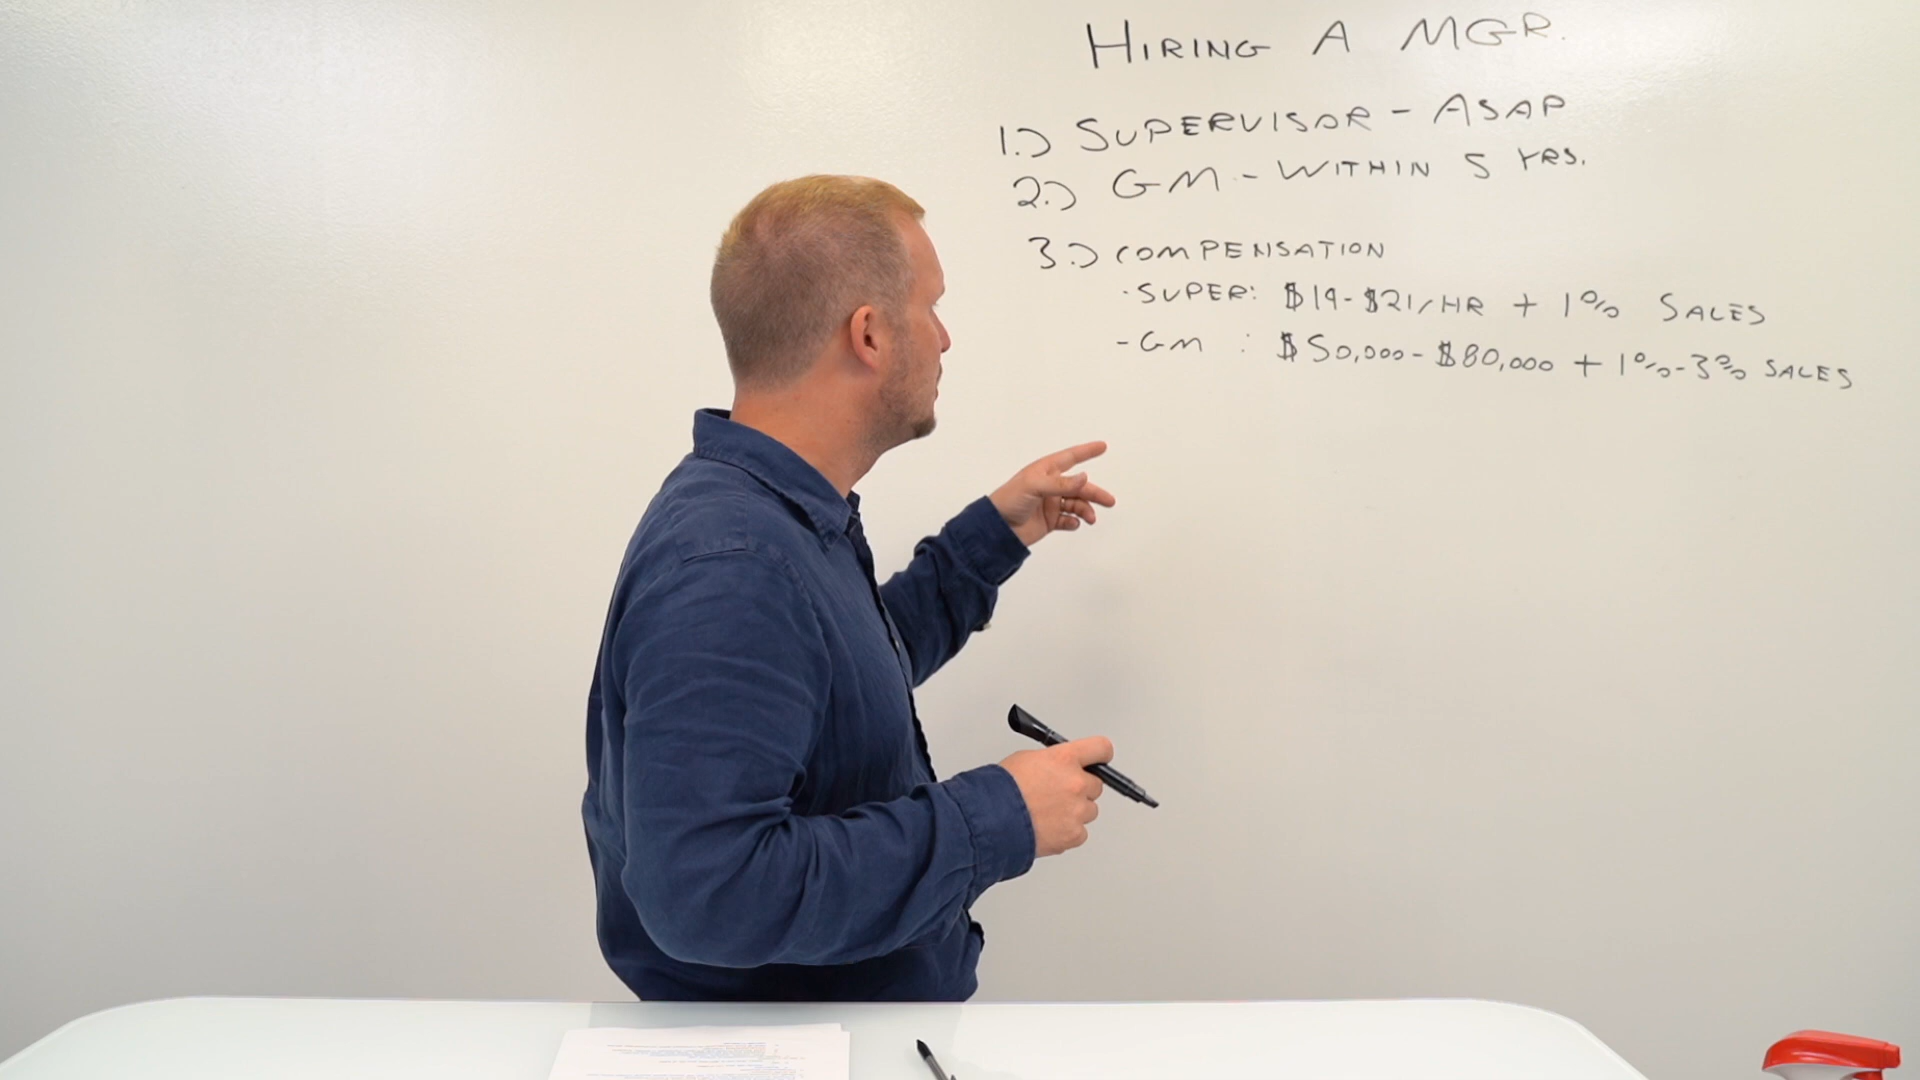 HIRING A MGR.
1.) SUPERVISOR - ASAP
2.) GM - WITHIN 5 YRS.
3.) COMPENSATION
· SUPER: $19-$21/HR + 1% SALES
- GM : $50,000 - $80,000 + 1%-3% SALES